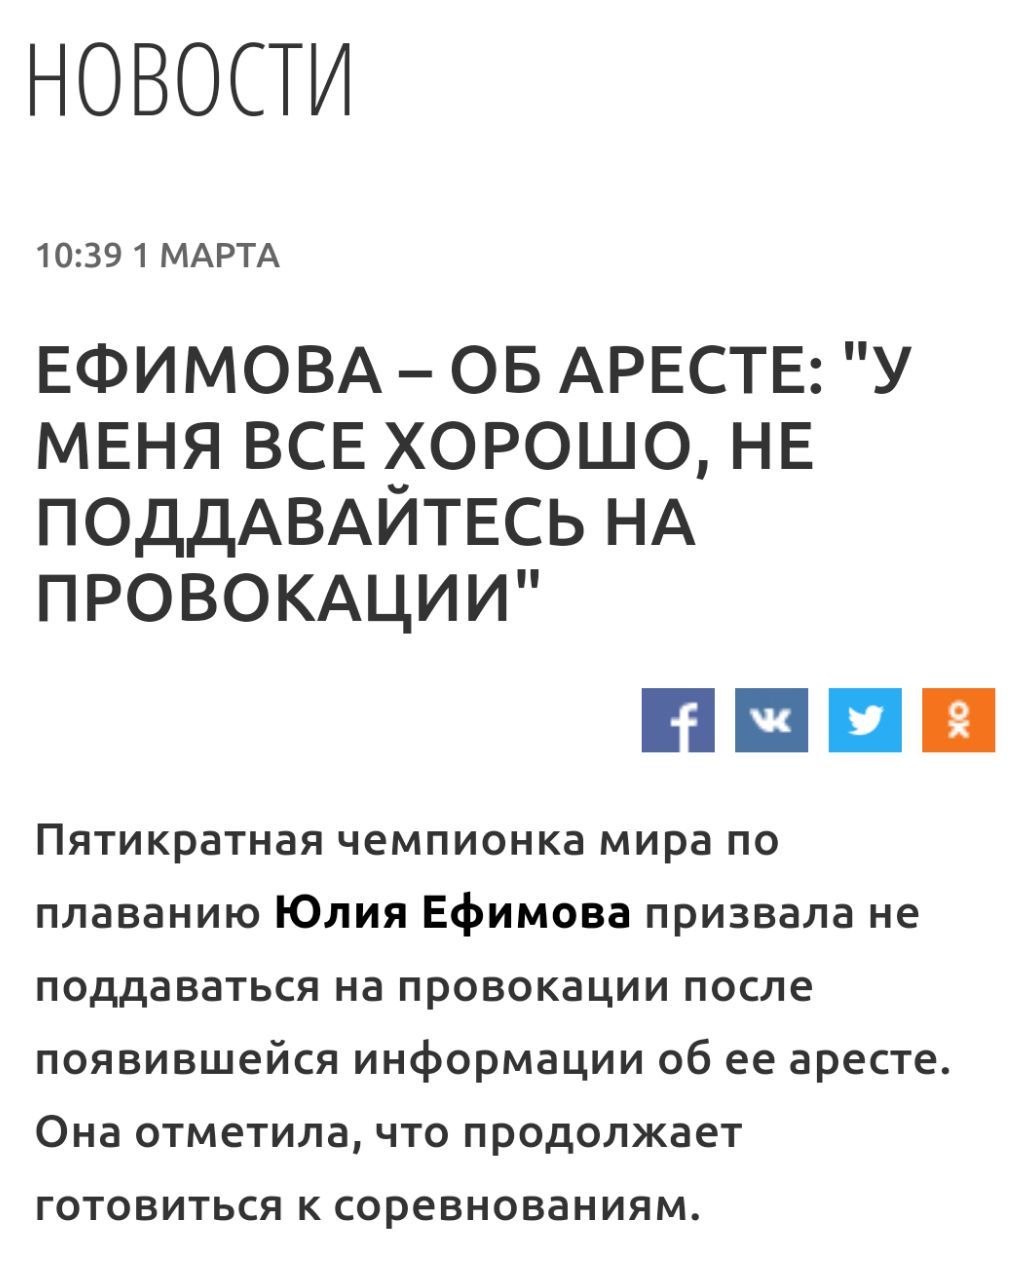 НОВОСТИ
10:39 1 МАРТА
ЕФИМОВА – ОБ АРЕСТЕ: "У
МЕНЯ ВСЕ ХОРОШО, НЕ
ПОДДАВАЙТЕСЬ НА
ПРОВОКАЦИИ"
Пятикратная чемпионка мира по
плаванию Юлия Ефимова призвала не
поддаваться на провокации после
появившейся информации об ее аресте.
Она отметила, что продолжает
готовиться к соревнованиям.